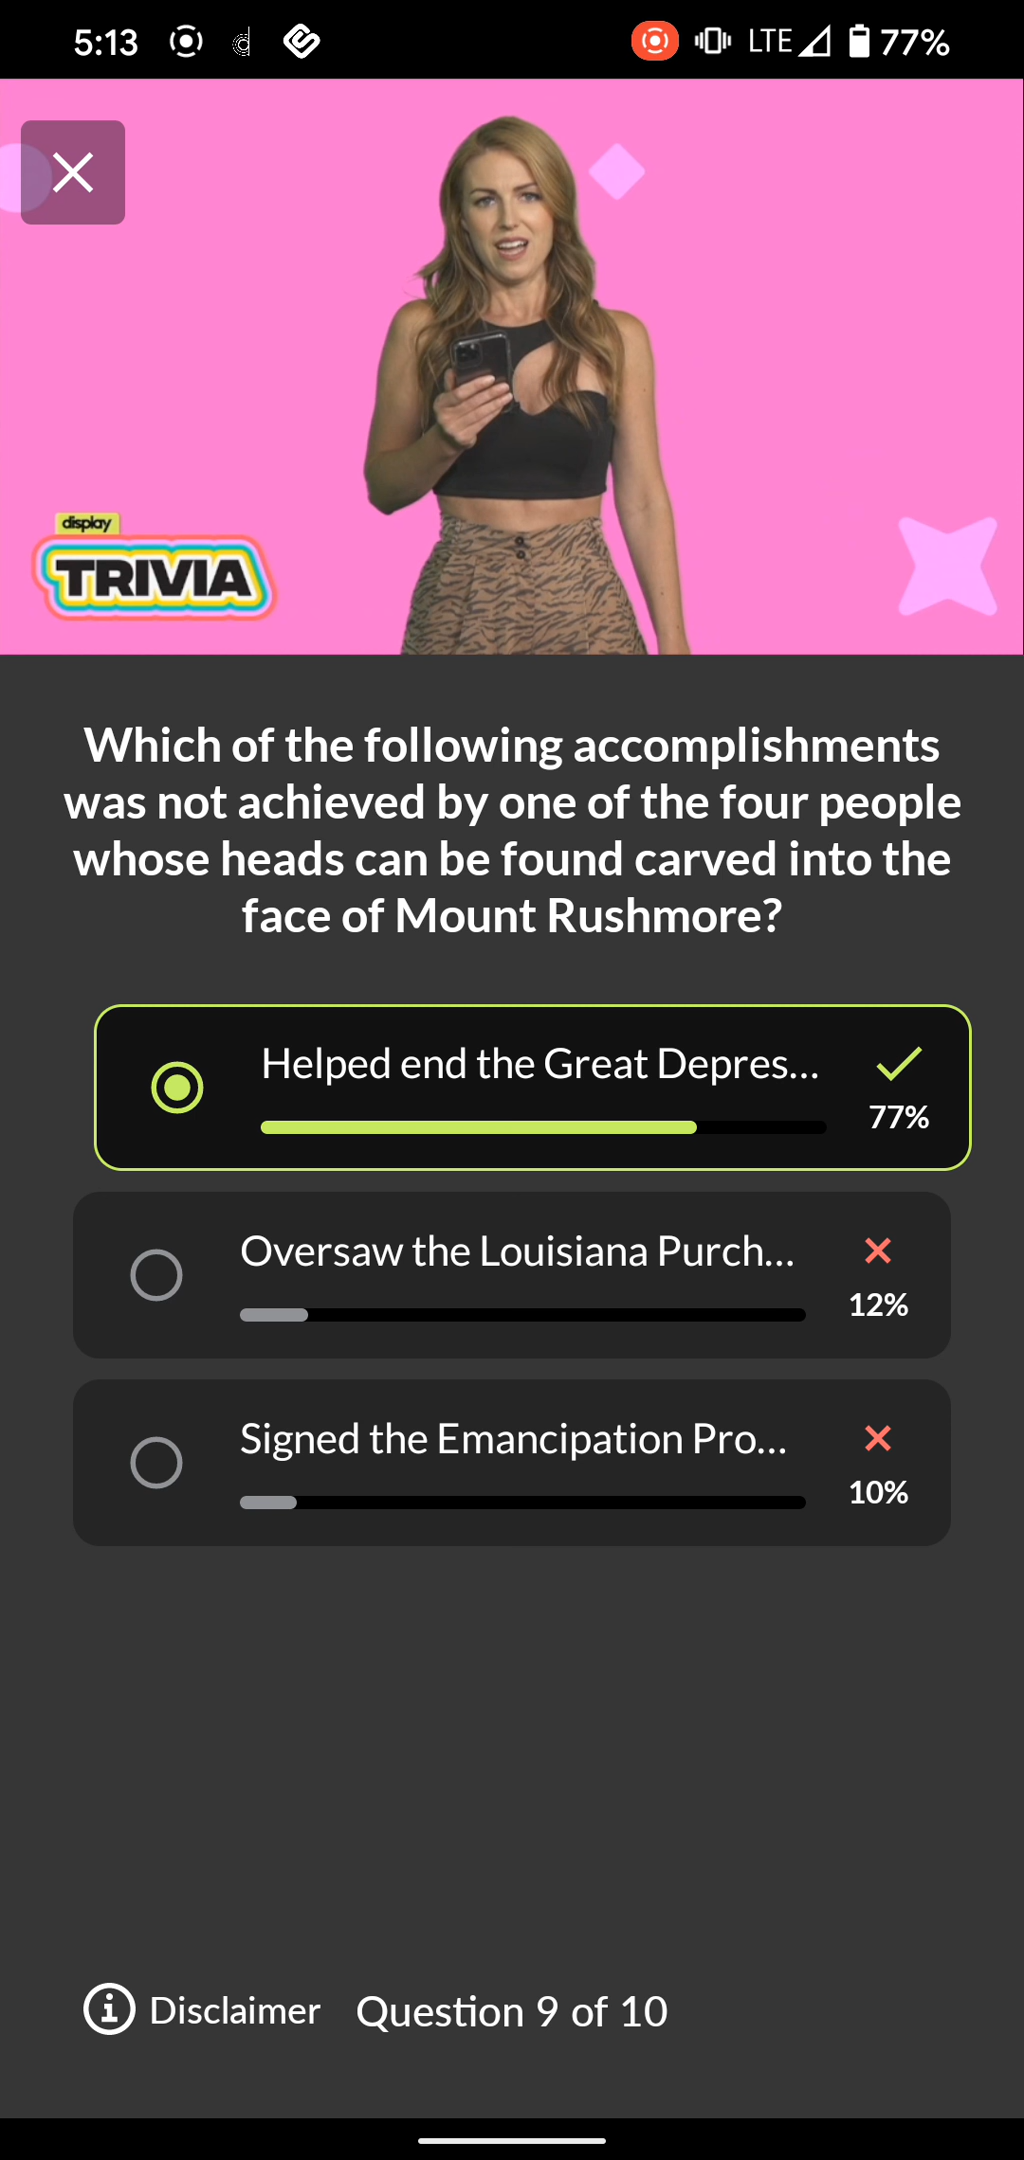 5:13
LTE
77%
display
TRIVIA
Which of the following accomplishments
was not achieved by one of the four people
whose heads can be found carved into the
face of Mount Rushmore?
Helped end the Great Depres...
77%
Oversaw the Louisiana Purch...
12%
Signed the Emancipation Pro...
10%
Disclaimer
Question 9 of 10